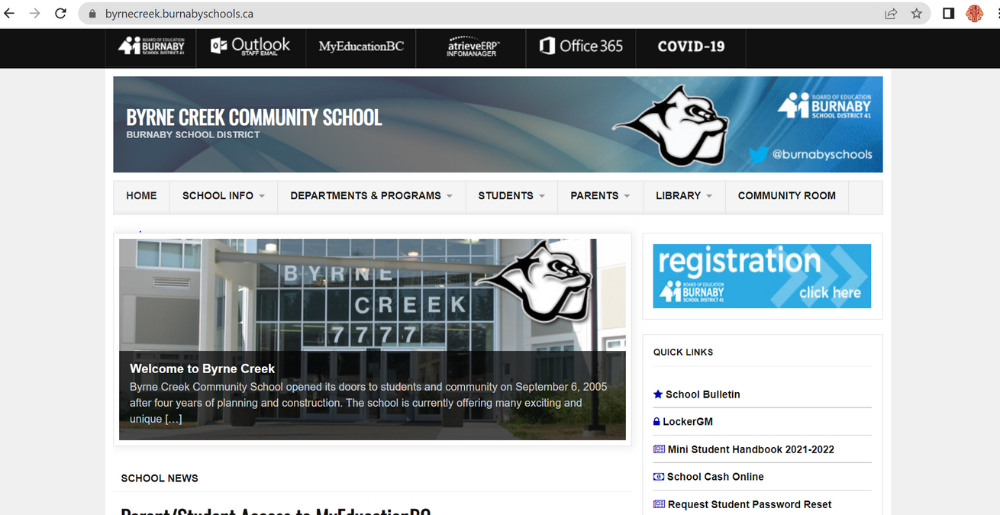 byrnecreek.burnabyschools.ca
BOARD OF EDUCATION
BURNABY
SCHOOL DISTRICT 41
Outlook
STAFF EMAIL
MyEducationBC
atrieveERP™
INFOMANAGER
Office 365
COVID-19
BYRNE CREEK COMMUNITY SCHOOL
BURNABY SCHOOL DISTRICT
BOARD OF EDUCATION
BURNABY
SCHOOL DISTRICT 41
@burnabyschools
HOME
SCHOOL INFO
DEPARTMENTS & PROGRAMS
STUDENTS
PARENTS
LIBRARY
COMMUNITY ROOM
BYRNE
CREEK
7777
Welcome to Byrne Creek
Byrne Creek Community School opened its doors to students and community on September 6, 2005
after four years of planning and construction. The school is currently offering many exciting and
unique […]
SCHOOL NEWS
Parent/Student Access to MyEducationBC
registration
BOARD OF EDUCATION
BURNABY
SCHOOL DISTRICT 41
click here
QUICK LINKS
School Bulletin
LockerGM
Mini Student Handbook 2021-2022
School Cash Online
Request Student Password Reset